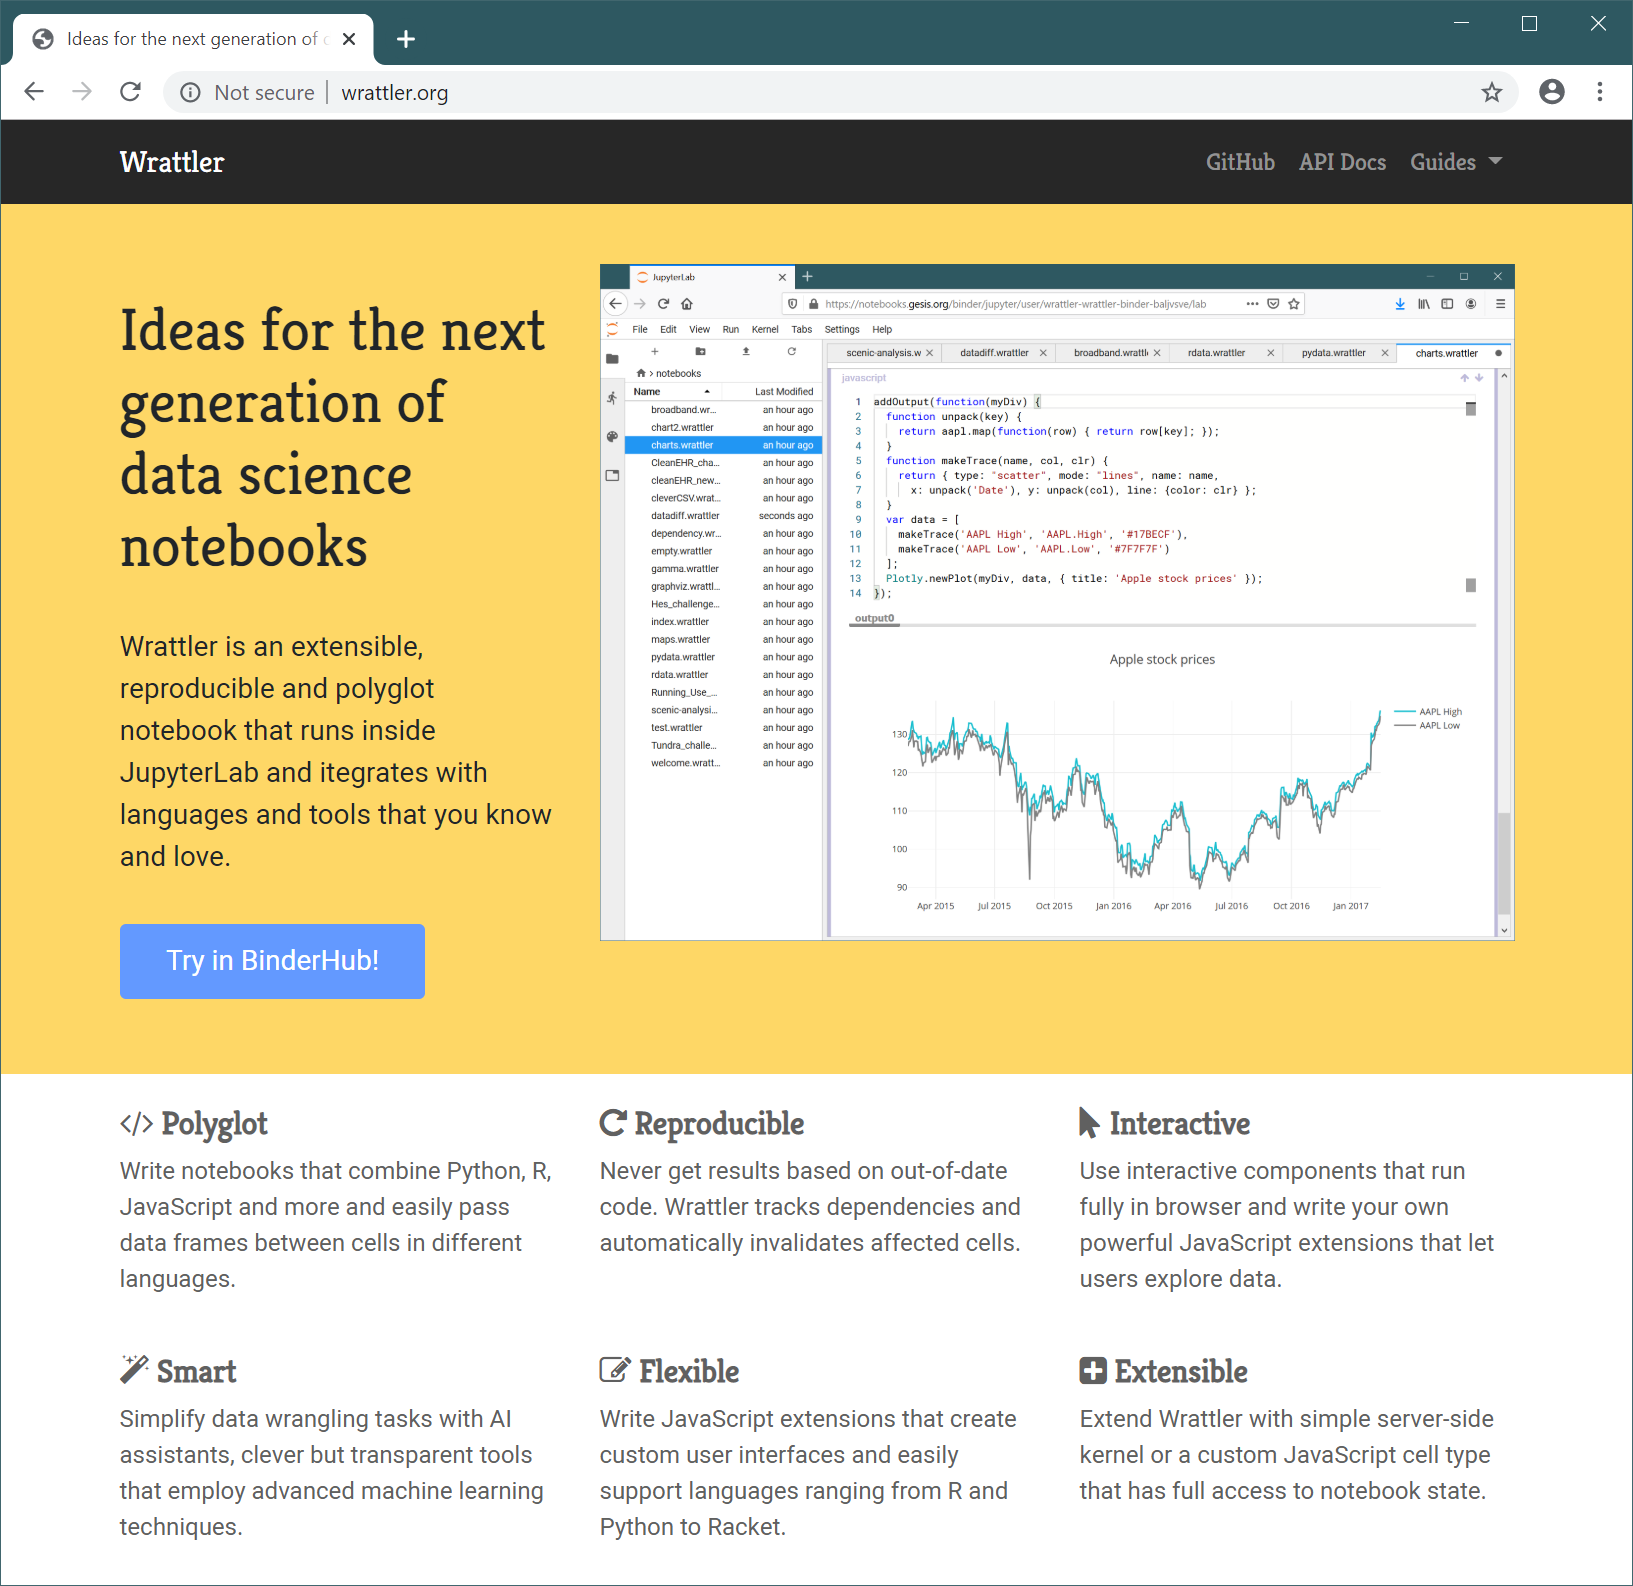 Ideas for the next generation of
Not secure
wrattler.org
Wrattler
GitHub
API Docs
Guides
Ideas for the next
generation of
data science
notebooks
Wrattler is an extensible,
reproducible and polyglot
notebook that runs inside
JupyterLab and itegrates with
languages and tools that you know
and love.
Try in BinderHub!
JupyterLab
https://notebooks.gesis.org/binder/jupyter/user/wrattler-wrattler-binder-baljvsve/lab
File Edit View Run Kernel Tabs Settings Help
notebooks
Name Last Modified
broadband.wr... an hour ago
chart2.wrattler an hour ago
charts.wrattler an hour ago
CleanEHR_cha... an hour ago
cleanEHR_new... an hour ago
cleverCSV.wrat... an hour ago
datadiff.wrattler seconds ago
dependency.wr... an hour ago
empty.wrattler an hour ago
gamma.wrattler an hour ago
graphviz.wrattl... an hour ago
Hes_challenge... an hour ago
index.wrattler an hour ago
maps.wrattler an hour ago
pydata.wrattler an hour ago
rdata.wrattler an hour ago
Running_Use_... an hour ago
scenic-analysi... an hour ago
test.wrattler an hour ago
Tundra_challe... an hour ago
welcome.wratt... an hour ago
scenic-analysis.w datadiff.wrattler broadband.wrattl rdata.wrattler pydata.wrattler charts.wrattler
javascript
1 addOutput(function(myDiv) {
2 function unpack(key) {
3 return aapl.map(function(row) { return row[key]; });
4 }
5 function makeTrace(name, col, clr) {
6 return { type: "scatter", mode: "lines", name: name,
7 x: unpack('Date'), y: unpack(col), line: {color: clr} };
8 }
9 var data = [
10 makeTrace('AAPL High', 'AAPL.High', '#17BECF'),
11 makeTrace('AAPL Low', 'AAPL.Low', '#7F7F7F')
12 ];
13 Plotly.newPlot(myDiv, data, { title: 'Apple stock prices' });
14 });
output0
Apple stock prices
AAPL High
AAPL Low
130
120
110
100
90
Apr 2015 Jul 2015 Oct 2015 Jan 2016 Apr 2016 Jul 2016 Oct 2016 Jan 2017
</> Polyglot
Write notebooks that combine Python, R,
JavaScript and more and easily pass
data frames between cells in different
languages.
Reproducible
Never get results based on out-of-date
code. Wrattler tracks dependencies and
automatically invalidates affected cells.
Interactive
Use interactive components that run
fully in browser and write your own
powerful JavaScript extensions that let
users explore data.
Smart
Simplify data wrangling tasks with AI
assistants, clever but transparent tools
that employ advanced machine learning
techniques.
Flexible
Write JavaScript extensions that create
custom user interfaces and easily
support languages ranging from R and
Python to Racket.
Extensible
Extend Wrattler with simple server-side
kernel or a custom JavaScript cell type
that has full access to notebook state.